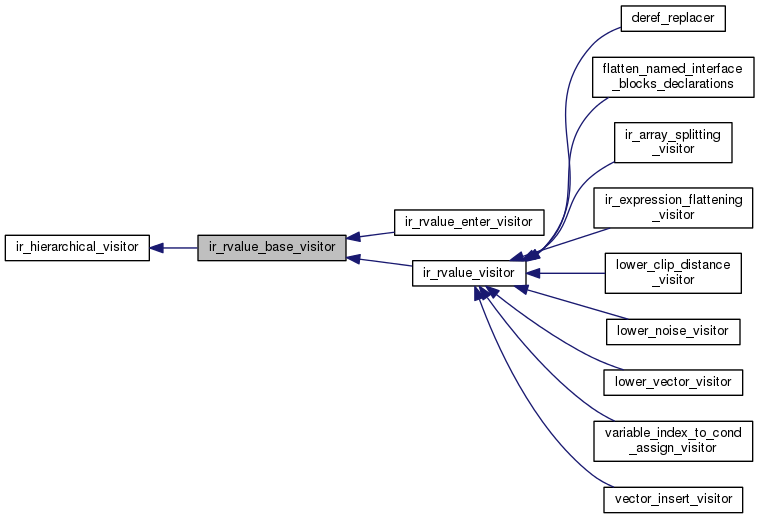 deref_replacer
flatten_named_interface
_blocks_declarations
ir_array_splitting
_visitor
ir_expression_flattening
_visitor
ir_rvalue_enter_visitor
ir_hierarchical_visitor
ir_rvalue_base_visitor
ir_rvalue_visitor
lower_clip_distance
_visitor
lower_noise_visitor
lower_vector_visitor
variable_index_to_cond
_assign_visitor
vector_insert_visitor